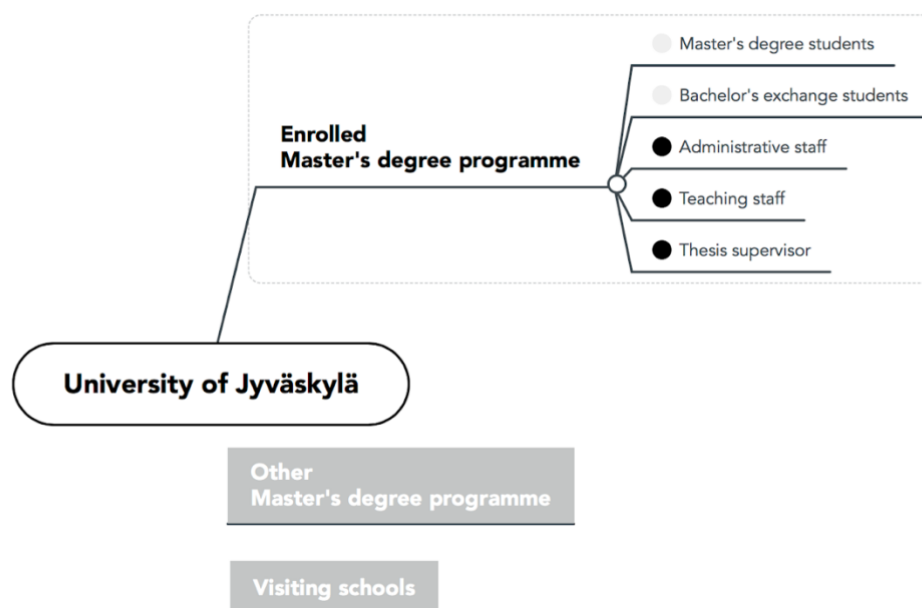 Master's degree students
Bachelor's exchange students
Enrolled
Master's degree programme
Administrative staff
Teaching staff
Thesis supervisor
University of Jyväskylä
Other
Master's degree programme
Visiting schools